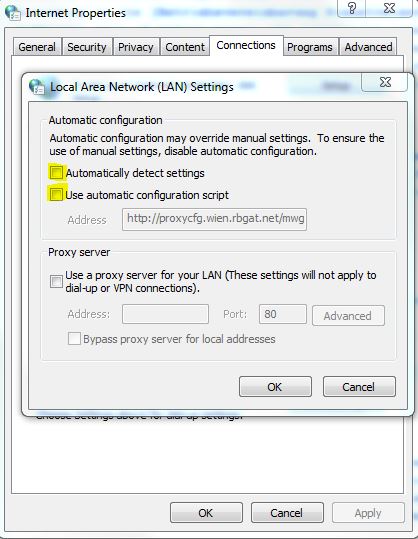 Internet Properties
General Security Privacy Content Connections Programs Advanced
Local Area Network (LAN) Settings
Automatic configuration
Automatic configuration may override manual settings. To ensure the
use of manual settings, disable automatic configuration.
Automatically detect settings
Use automatic configuration script
Address http://proxycfg.wien.rbgat.net/mwg
Proxy server
Use a proxy server for your LAN (These settings will not apply to
dial-up or VPN connections).
Address: Port: 80 Advanced
Bypass proxy server for local addresses
OK Cancel
settings above for dial-up settings.
OK Cancel Apply